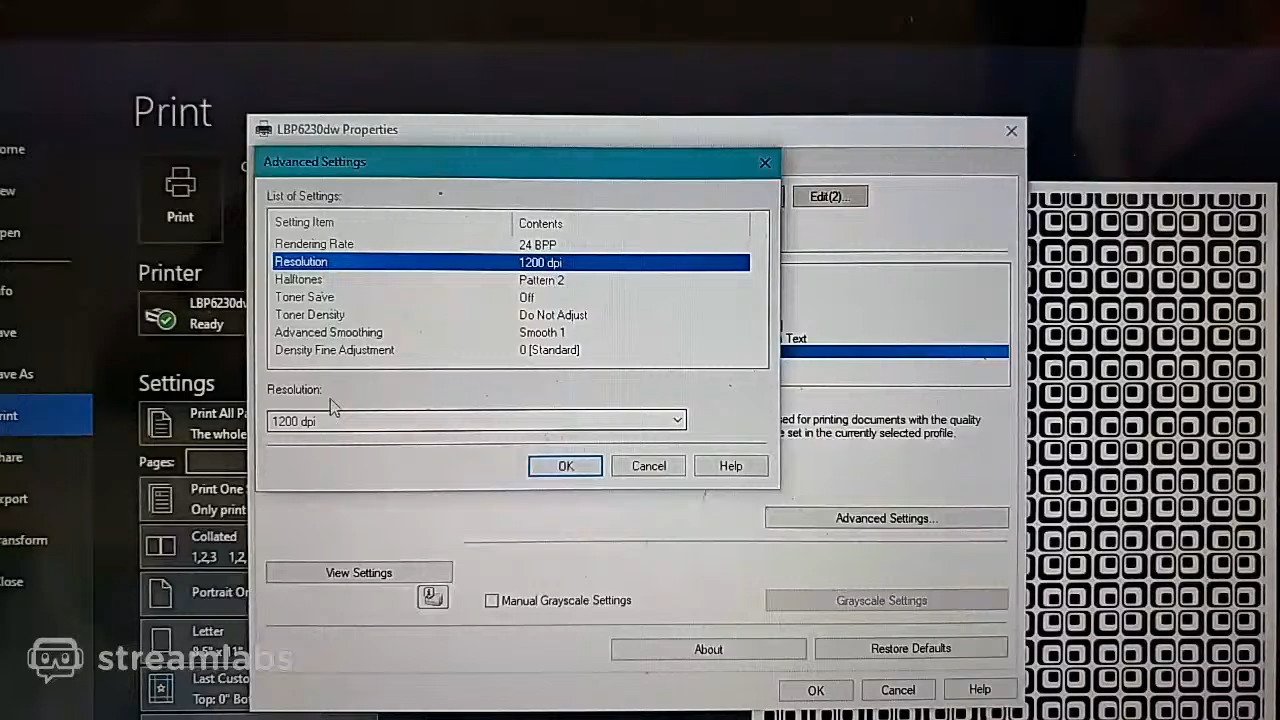 Print
LBP6230dw Properties
Advanced Settings
List of Settings:
Setting Item Contents
Rendering Rate 24 BPP
Resolution 1200 dpi
Halftones Pattern 2
Toner Save Off
Toner Density Do Not Adjust
Advanced Smoothing Smooth 1
Density Fine Adjustment 0 [Standard]
Resolution:
1200 dpi
OK Cancel Help
Edit(2)...
Text
ed for printing documents with the quality
set in the currently selected profile.
Advanced Settings...
View Settings
Manual Grayscale Settings
Grayscale Settings
About
Restore Defaults
OK Cancel Help
ome
ew
pen
nfo
ave
ave As
rint
hare
xport
ransform
lose
Print
Printer
LBP6230dw
Ready
Settings
Print All Pa
The whole
Pages:
Print One S
Only print
Collated
1,2,3 1,2,
Portrait Or
Letter
8.5" x 11"
Last Custo
Top: 0" Bo
streamlabs